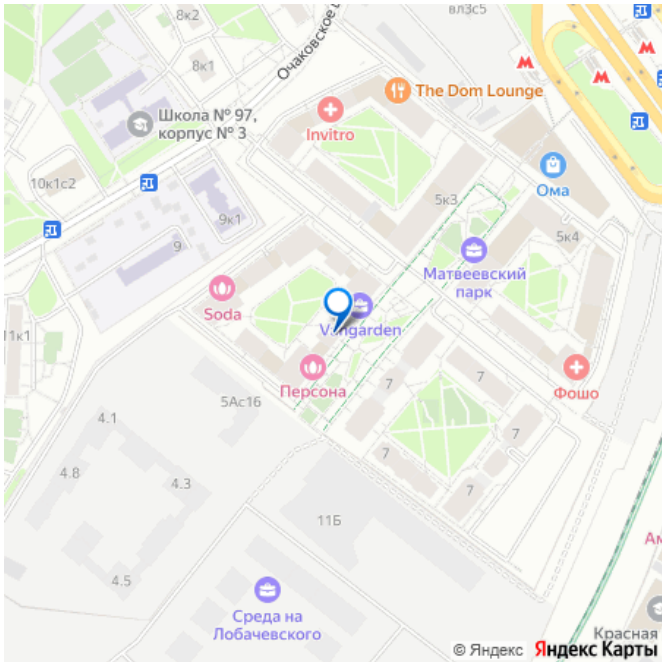 8к2
вл3с5
Очаковское
8к1
The Dom Lounge
Школа № 97,
корпус № 3
Invitro
Ома
10к1с2
5к3
9к1
5к4
9
Матвеевский
парк
Soda
Vangarden
11к1
Персона
7
7
Фошо
5Ас16
4.1
7
7
4.8
4.3
11Б
4.5
Среда на
Лобачевского
Красная
© Яндекс Яндекс Карты